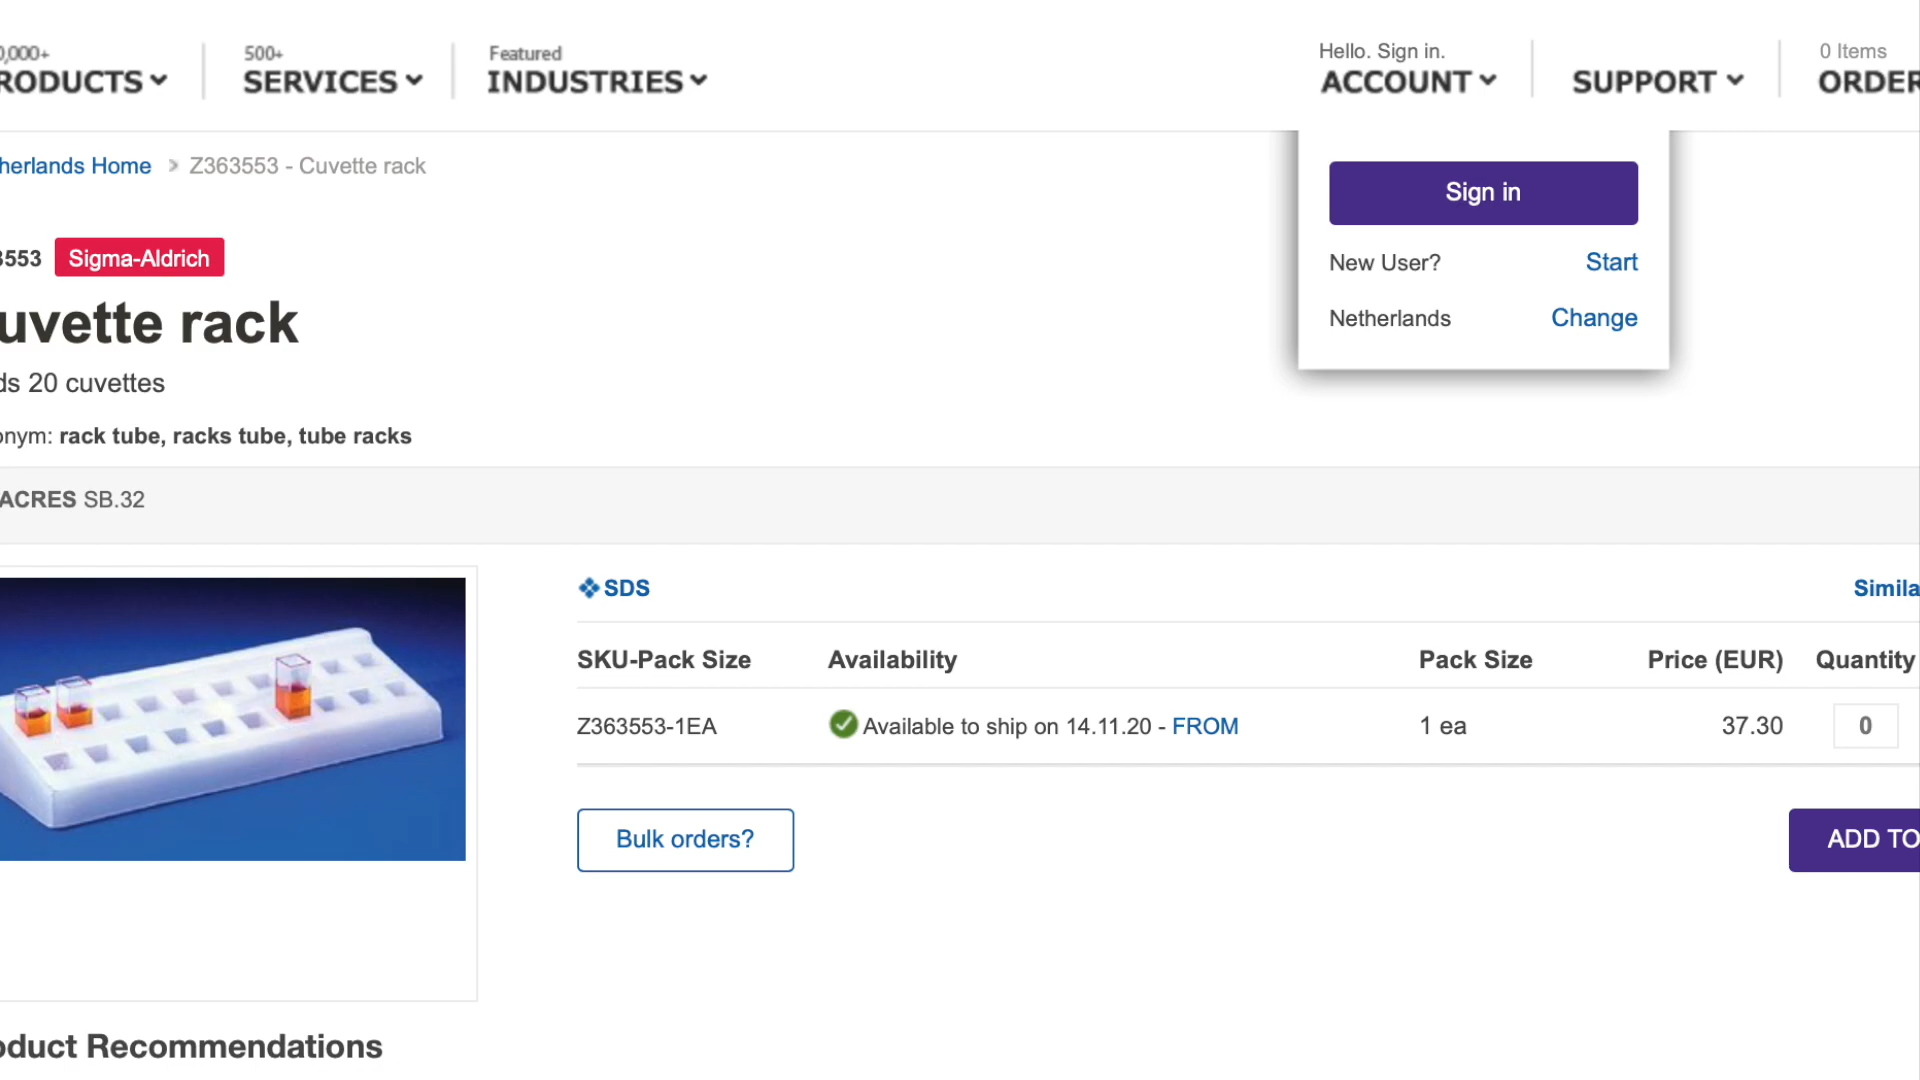 0,000+
RODUCTS
500+
SERVICES
Featured
INDUSTRIES
Hello. Sign in.
ACCOUNT
SUPPORT
0 Items
ORDER
herlands Home > Z363553 - Cuvette rack
Sign in
New User? Start
Netherlands Change
3553 Sigma-Aldrich
uvette rack
ds 20 cuvettes
onym: rack tube, racks tube, tube racks
ACRES SB.32
SDS
Simila
SKU-Pack Size Availability Pack Size Price (EUR) Quantity
Z363553-1EA Available to ship on 14.11.20 - FROM 1 ea 37.30 0
Bulk orders?
ADD TO
oduct Recommendations